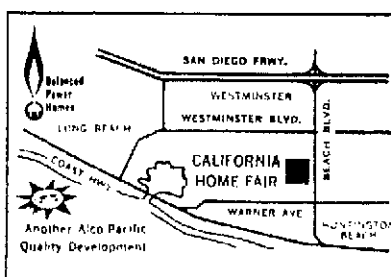 SAN DIEGO FRWY.
Balanced
Power
Homes
WESTMINSTER
WESTMINSTER BLVD.
LONG BEACH
BEACH BLVD.
COAST HWY.
CALIFORNIA
HOME FAIR
WARNER AVE
HUNTINGTON
BEACH
Another Alco Pacific
Quality Development